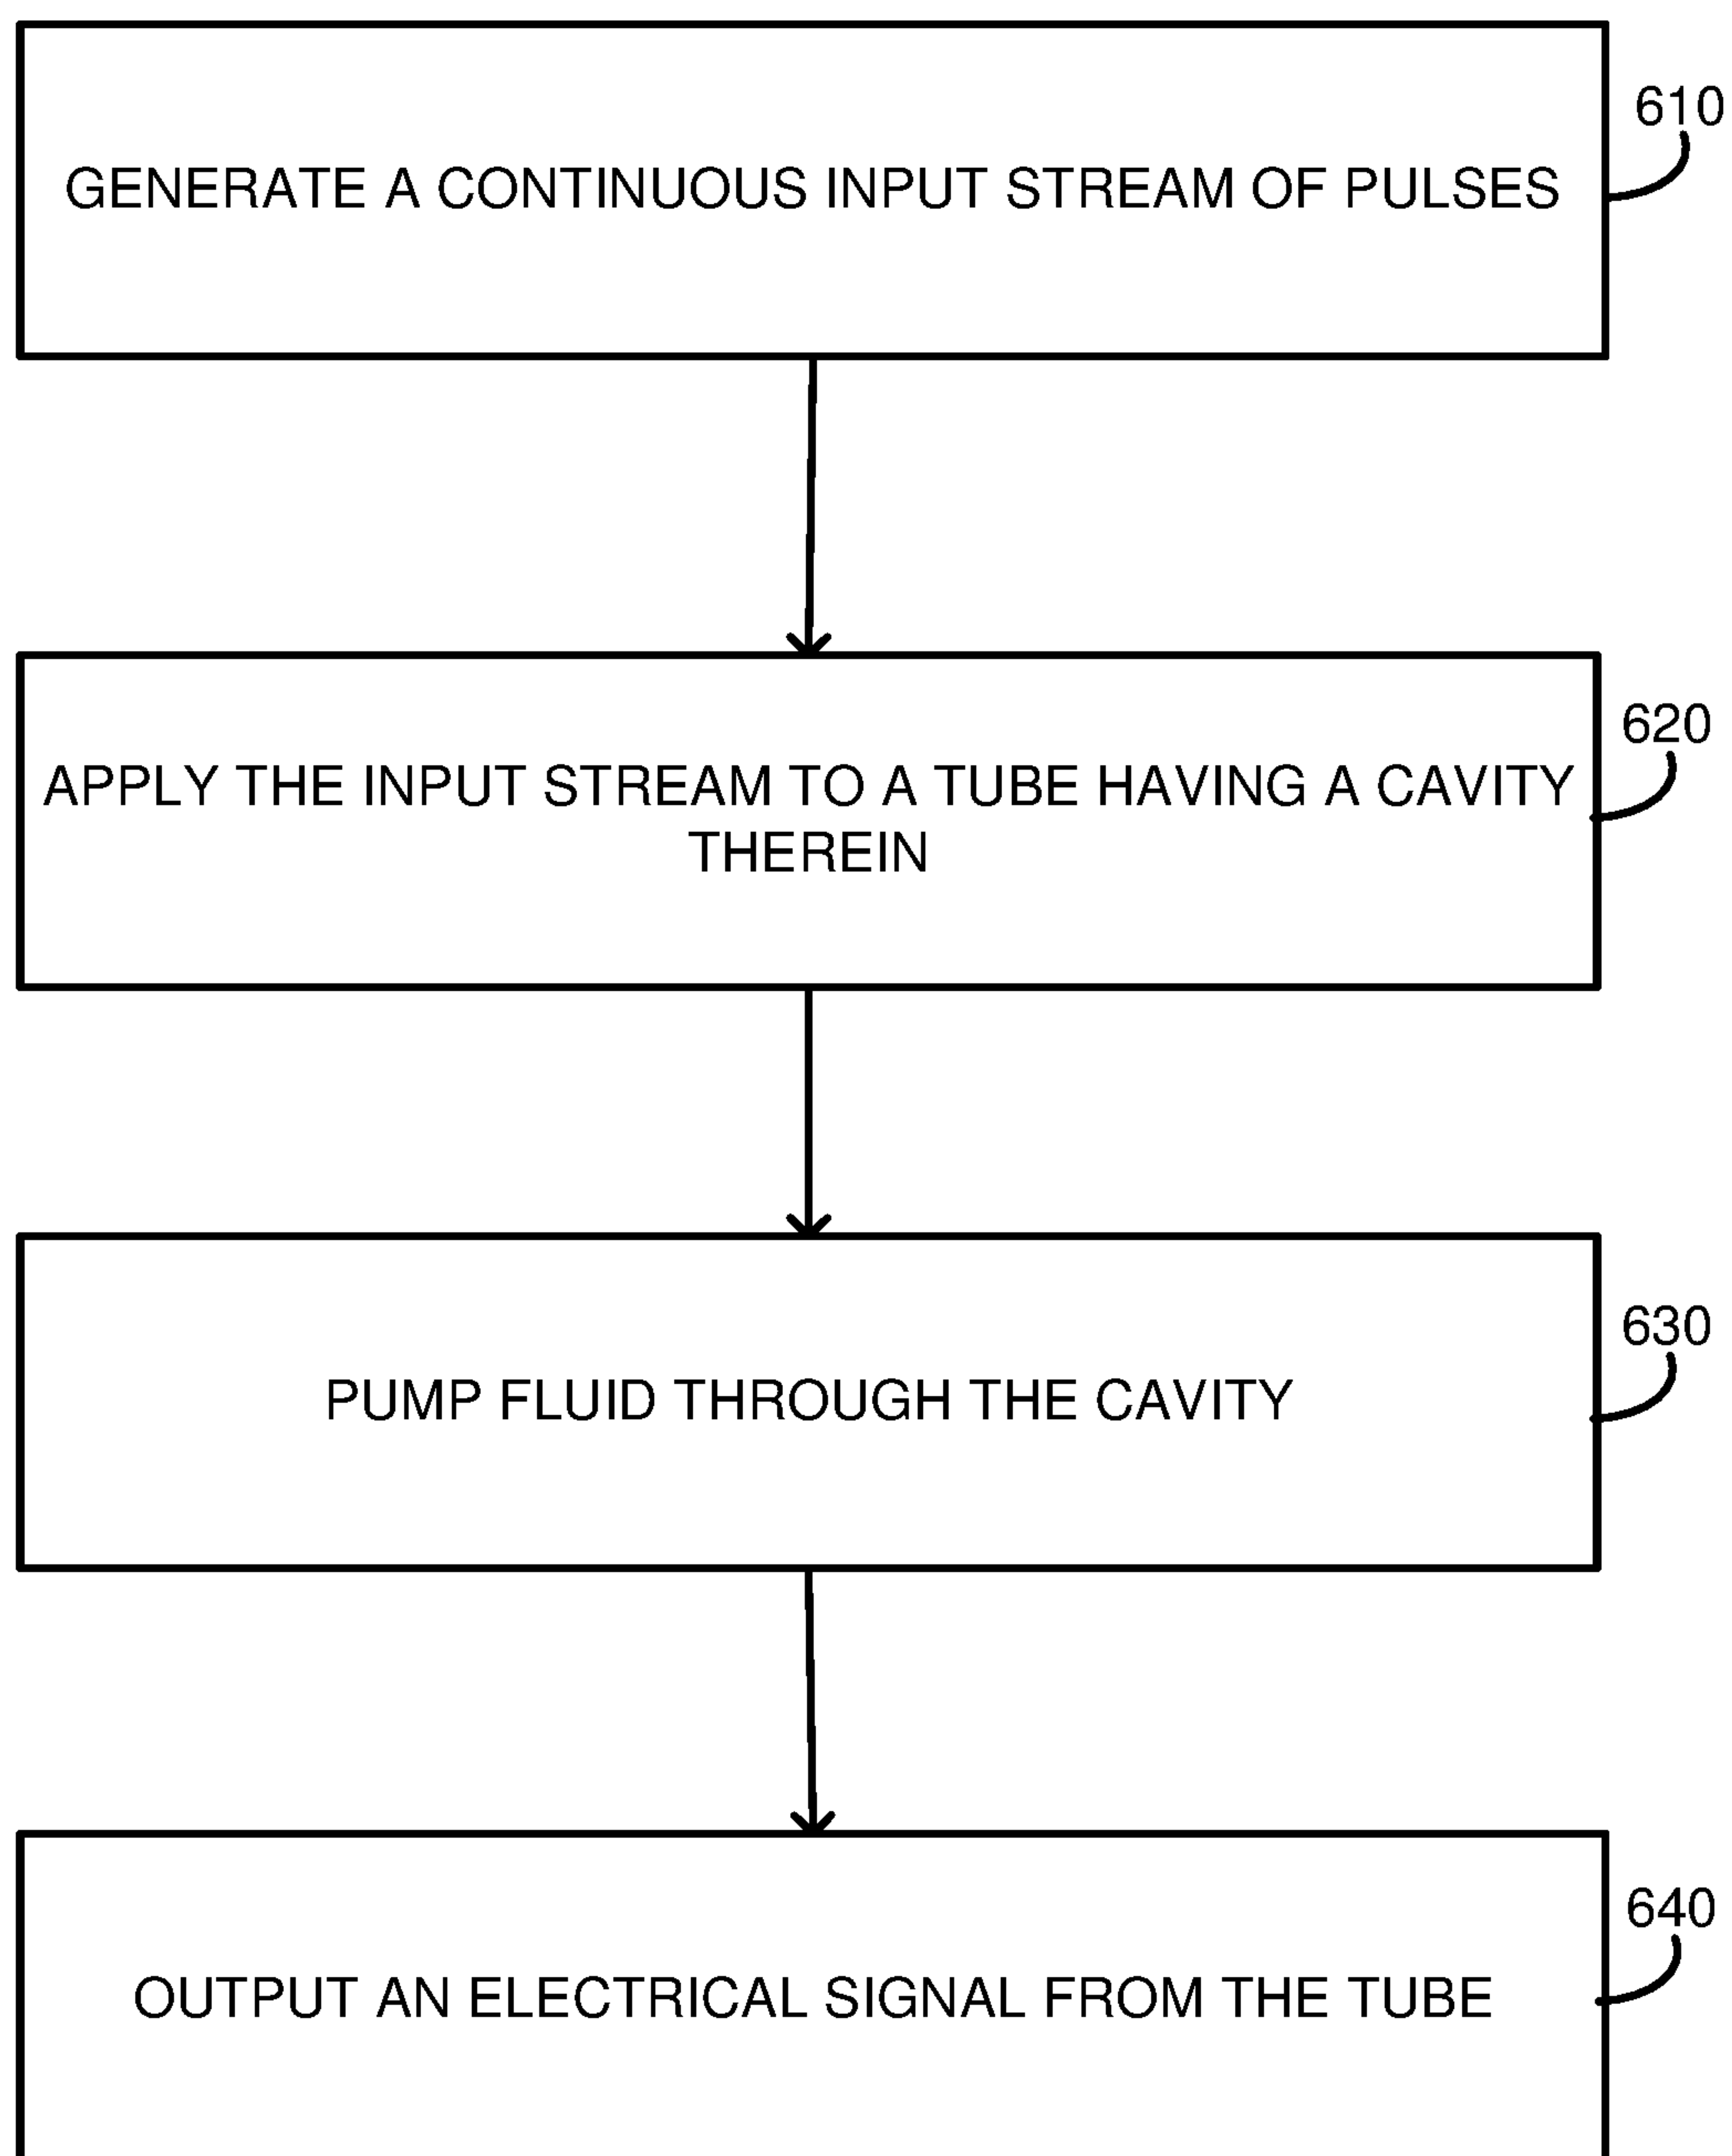 610
GENERATE A CONTINUOUS INPUT STREAM OF PULSES
620
APPLY THE INPUT STREAM TO A TUBE HAVING A CAVITY
THEREIN
630
PUMP FLUID THROUGH THE CAVITY
640
OUTPUT AN ELECTRICAL SIGNAL FROM THE TUBE